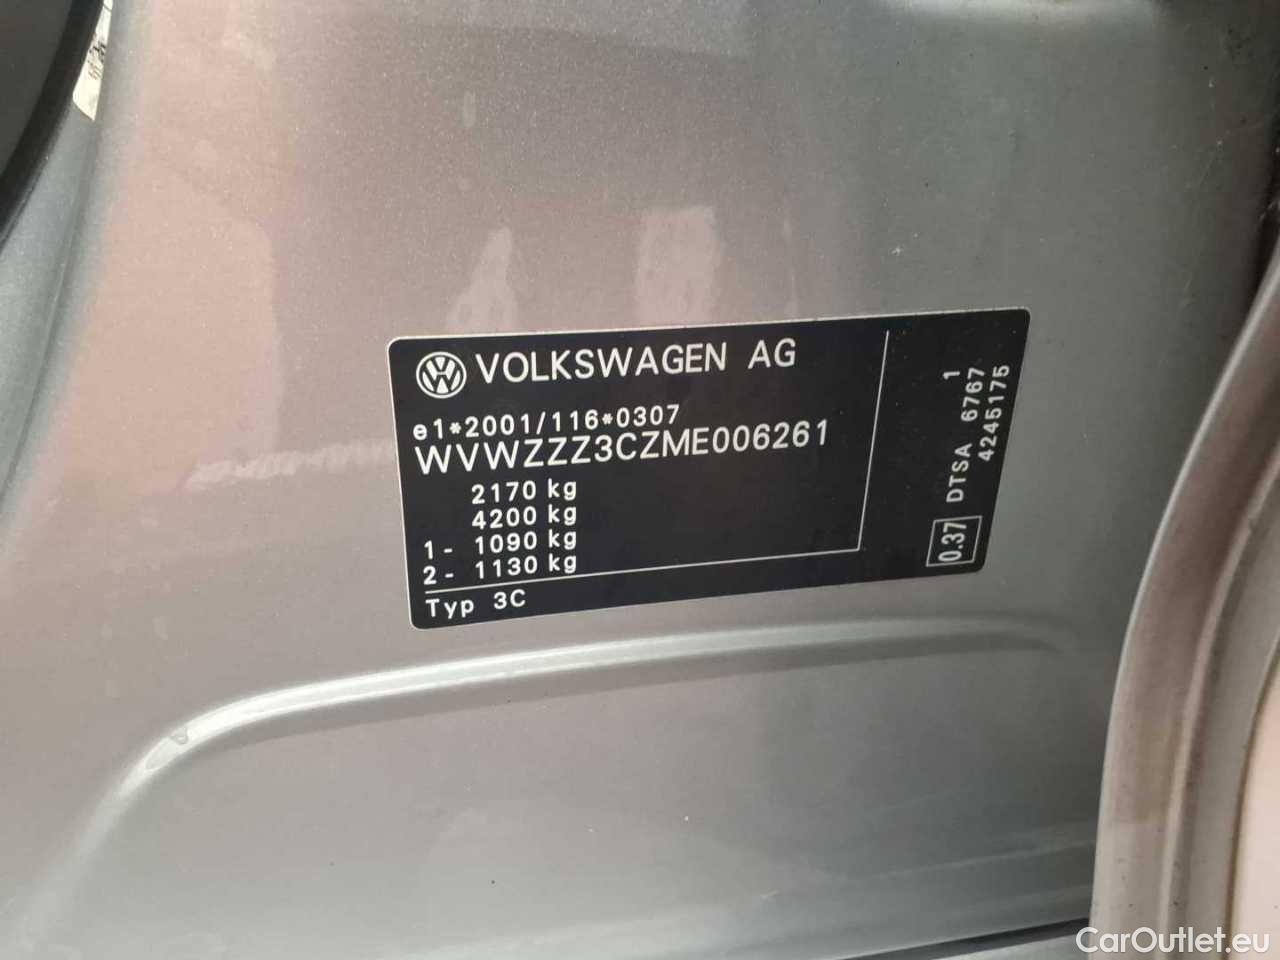 VOLKSWAGEN AG
e1*2001/116*0307
WVWZZZ3CZME006261
2170 kg
4200 kg
1- 1090 kg
2- 1130 kg
Typ 3C
0.37 DTSA 6767 1
4245175
CarOutlet.eu